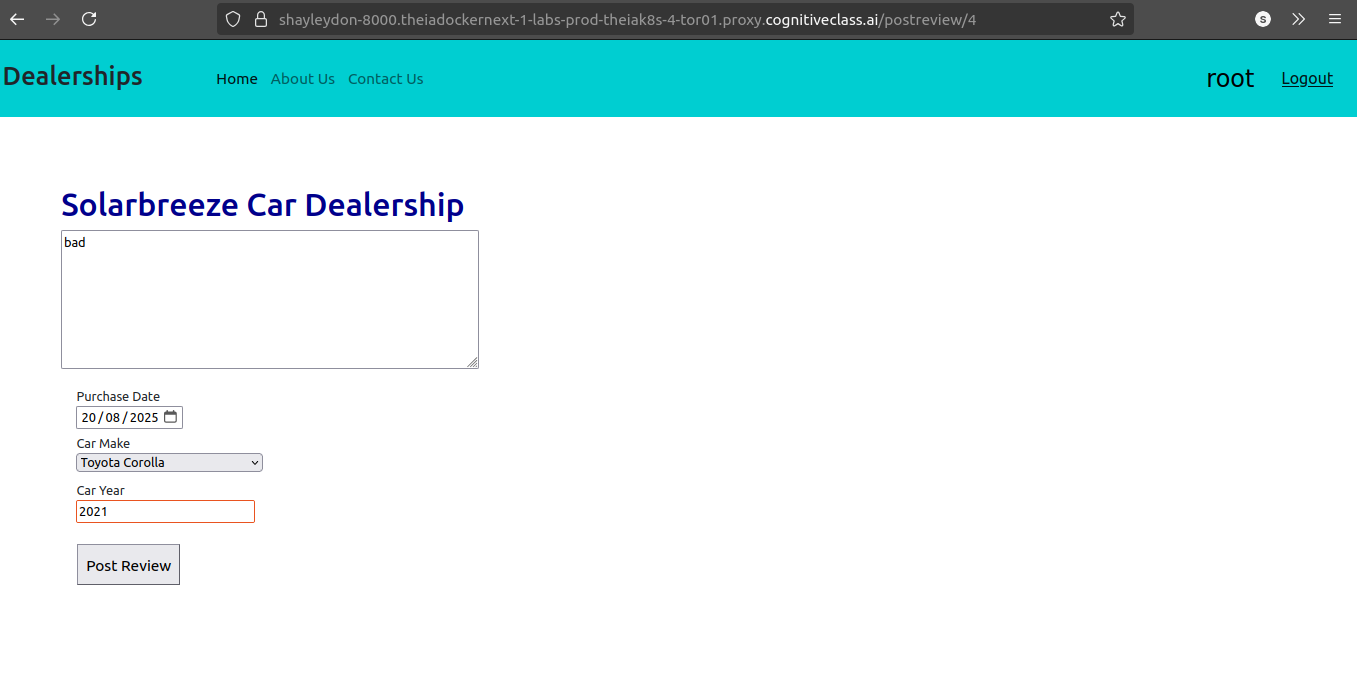 shayleydon-8000.theiadockernext-1-labs-prod-theiak8s-4-tor01.proxy.cognitiveclass.ai/postreview/4
S
Dealerships Home About Us Contact Us root Logout
Solarbreeze Car Dealership
bad
Purchase Date
20/08/2025
Car Make
Toyota Corolla
Car Year
2021
Post Review